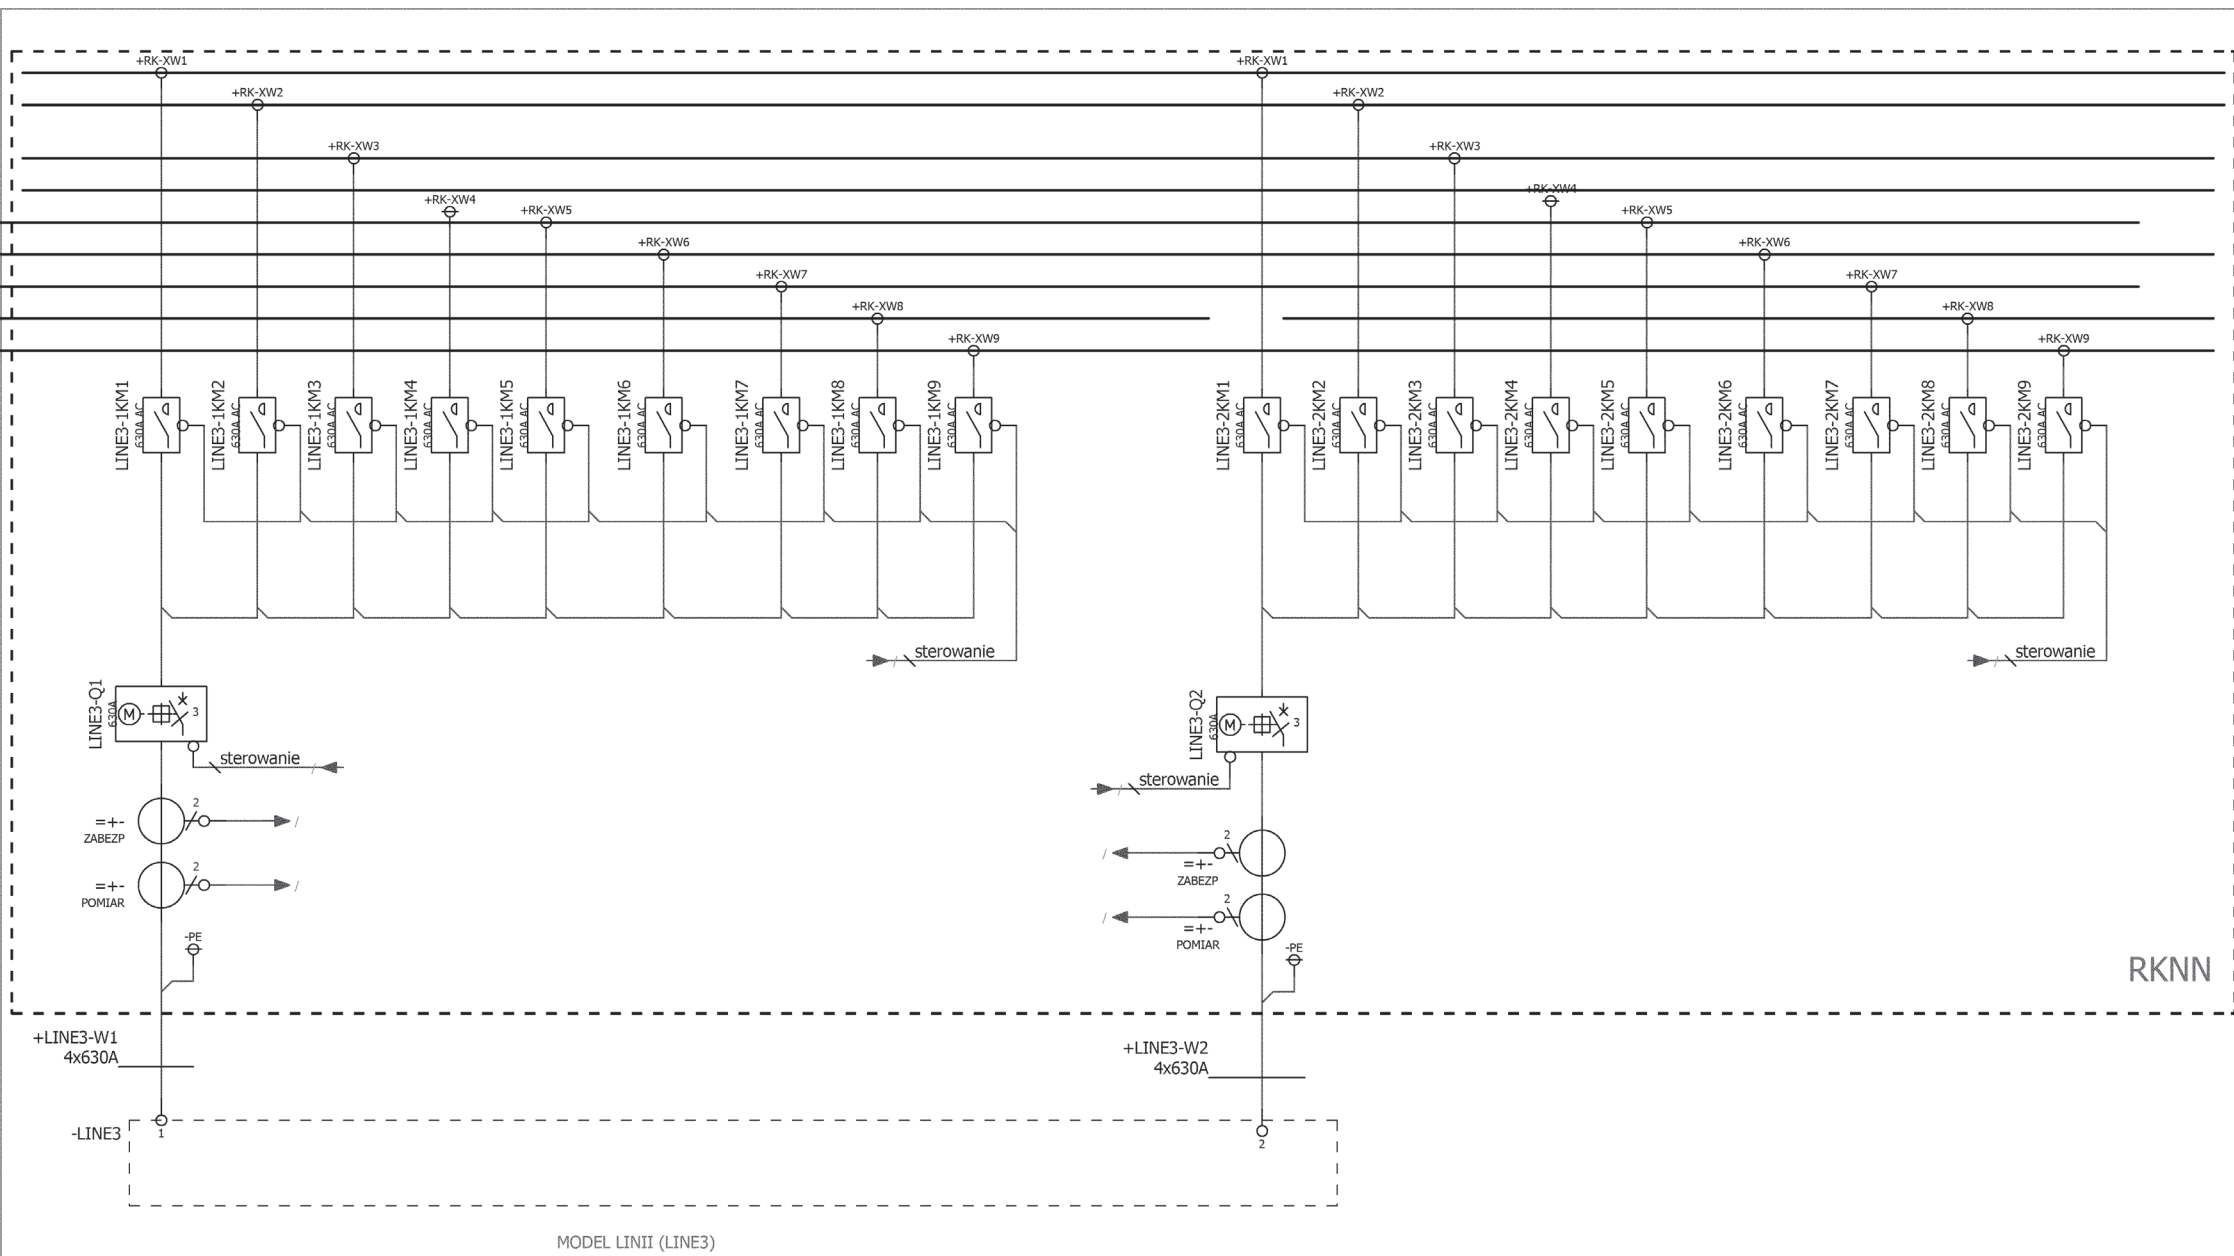 +RK-XW1
+RK-XW1
+RK-XW2
+RK-XW2
+RK-XW3
+RK-XW3
+RK-XW4
+RK-XW4
+RK-XW5
+RK-XW5
+RK-XW6
+RK-XW6
+RK-XW7
+RK-XW7
+RK-XW8
+RK-XW8
+RK-XW9
+RK-XW9
LINE3-1KM1
630A AC
LINE3-1KM2
630A AC
LINE3-1KM3
630A AC
LINE3-1KM4
630A AC
LINE3-1KM5
630A AC
LINE3-1KM6
630A AC
LINE3-1KM7
630A AC
LINE3-1KM8
630A AC
LINE3-1KM9
630A AC
LINE3-2KM1
630A AC
LINE3-2KM2
630A AC
LINE3-2KM3
630A AC
LINE3-2KM4
630A AC
LINE3-2KM5
630A AC
LINE3-2KM6
630A AC
LINE3-2KM7
630A AC
LINE3-2KM8
630A AC
LINE3-2KM9
630A AC
/ sterowanie
/ sterowanie
LINE3-Q1
630A
M
3
sterowanie /
LINE3-Q2
630A
M
3
/ sterowanie
2
=+-
/
ZABEZP
2
=+-
/
POMIAR
2
/
=+-
ZABEZP
2
/
=+-
POMIAR
-PE
-PE
RKNN
+LINE3-W1
4x630A
+LINE3-W2
4x630A
-LINE3
1
2
MODEL LINII (LINE3)